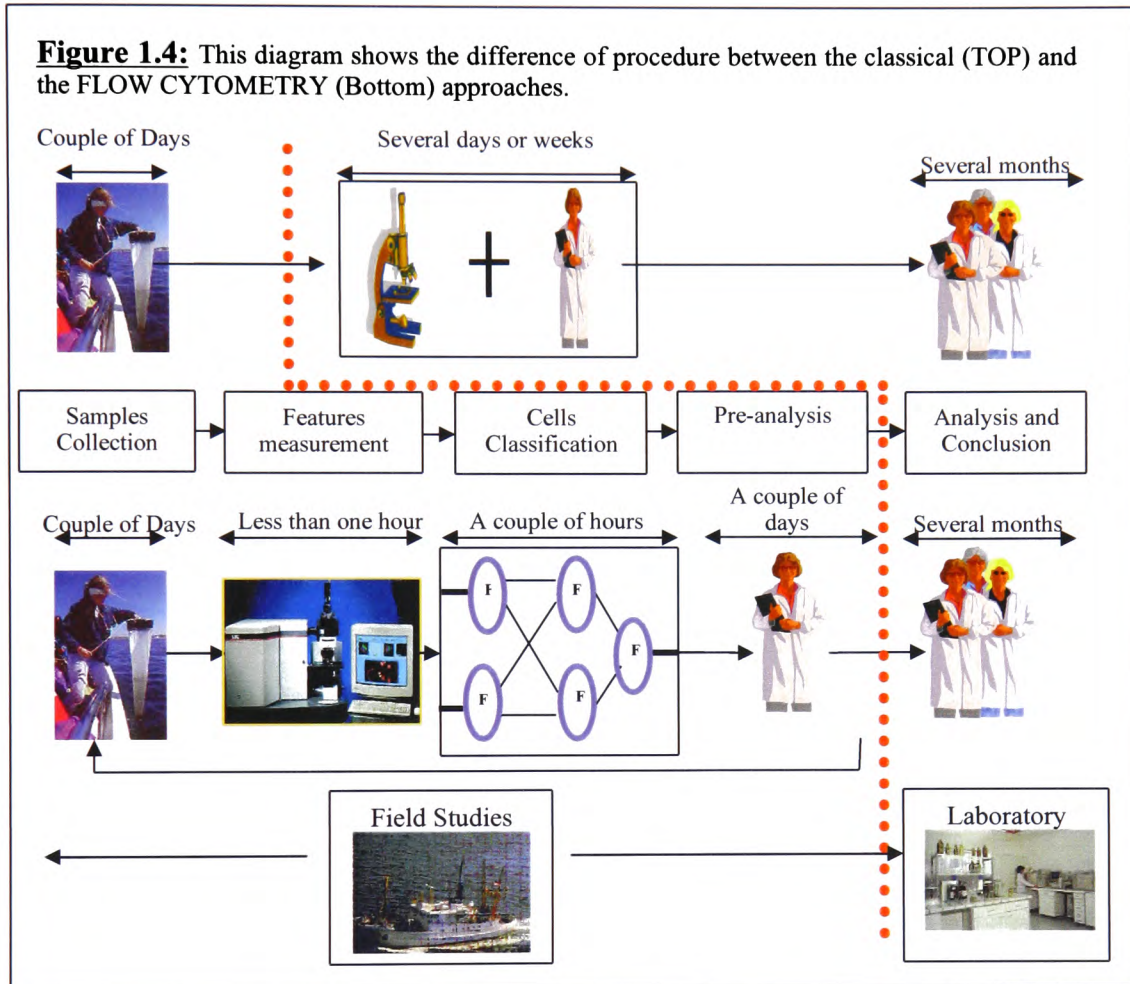 Figure 1.4: This diagram shows the difference of procedure between the classical (TOP) and
the FLOW CYTOMETRY (Bottom) approaches.
Couple of Days
Several days or weeks
Several months
Samples
Collection
Features
measurement
Cells
Classification
Pre-analysis
Analysis and
Conclusion
Couple of Days
Less than one hour
A couple of hours
A couple of
days
Several months
F
F
F
F
F
Field Studies
Laboratory